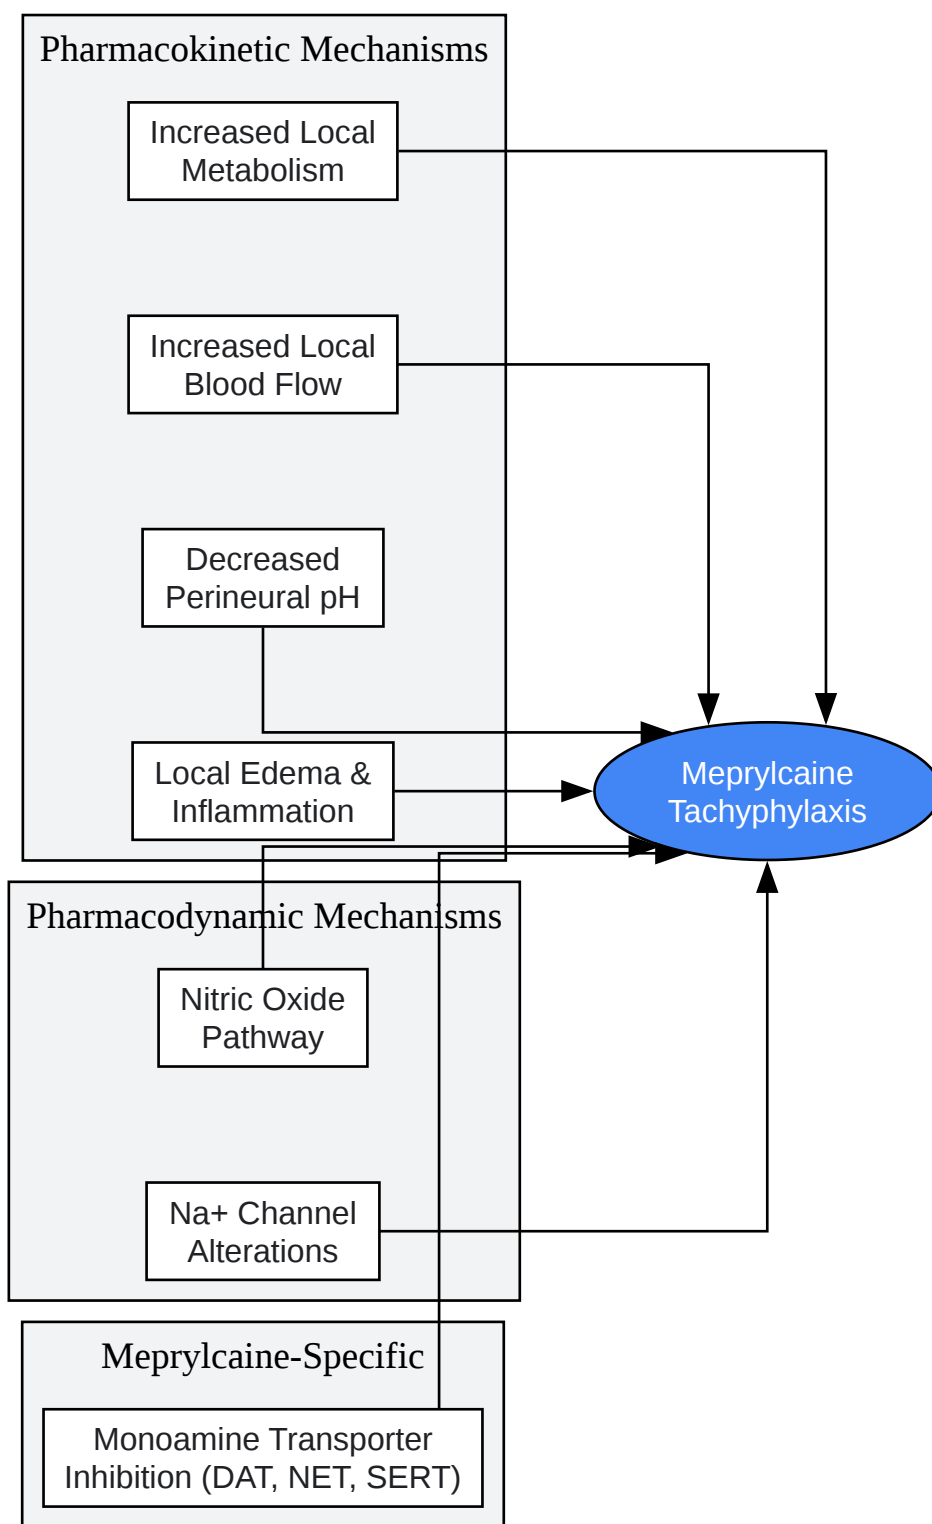 Pharmacokinetic Mechanisms
Increased Local
Metabolism
Increased Local
Blood Flow
Decreased
Perineural pH
Local Edema &
Inflammation
Meprylcaine
Tachyphylaxis
Pharmacodynamic Mechanisms
Nitric Oxide
Pathway
Na+ Channel
Alterations
Meprylcaine-Specific
Monoamine Transporter
Inhibition (DAT, NET, SERT)